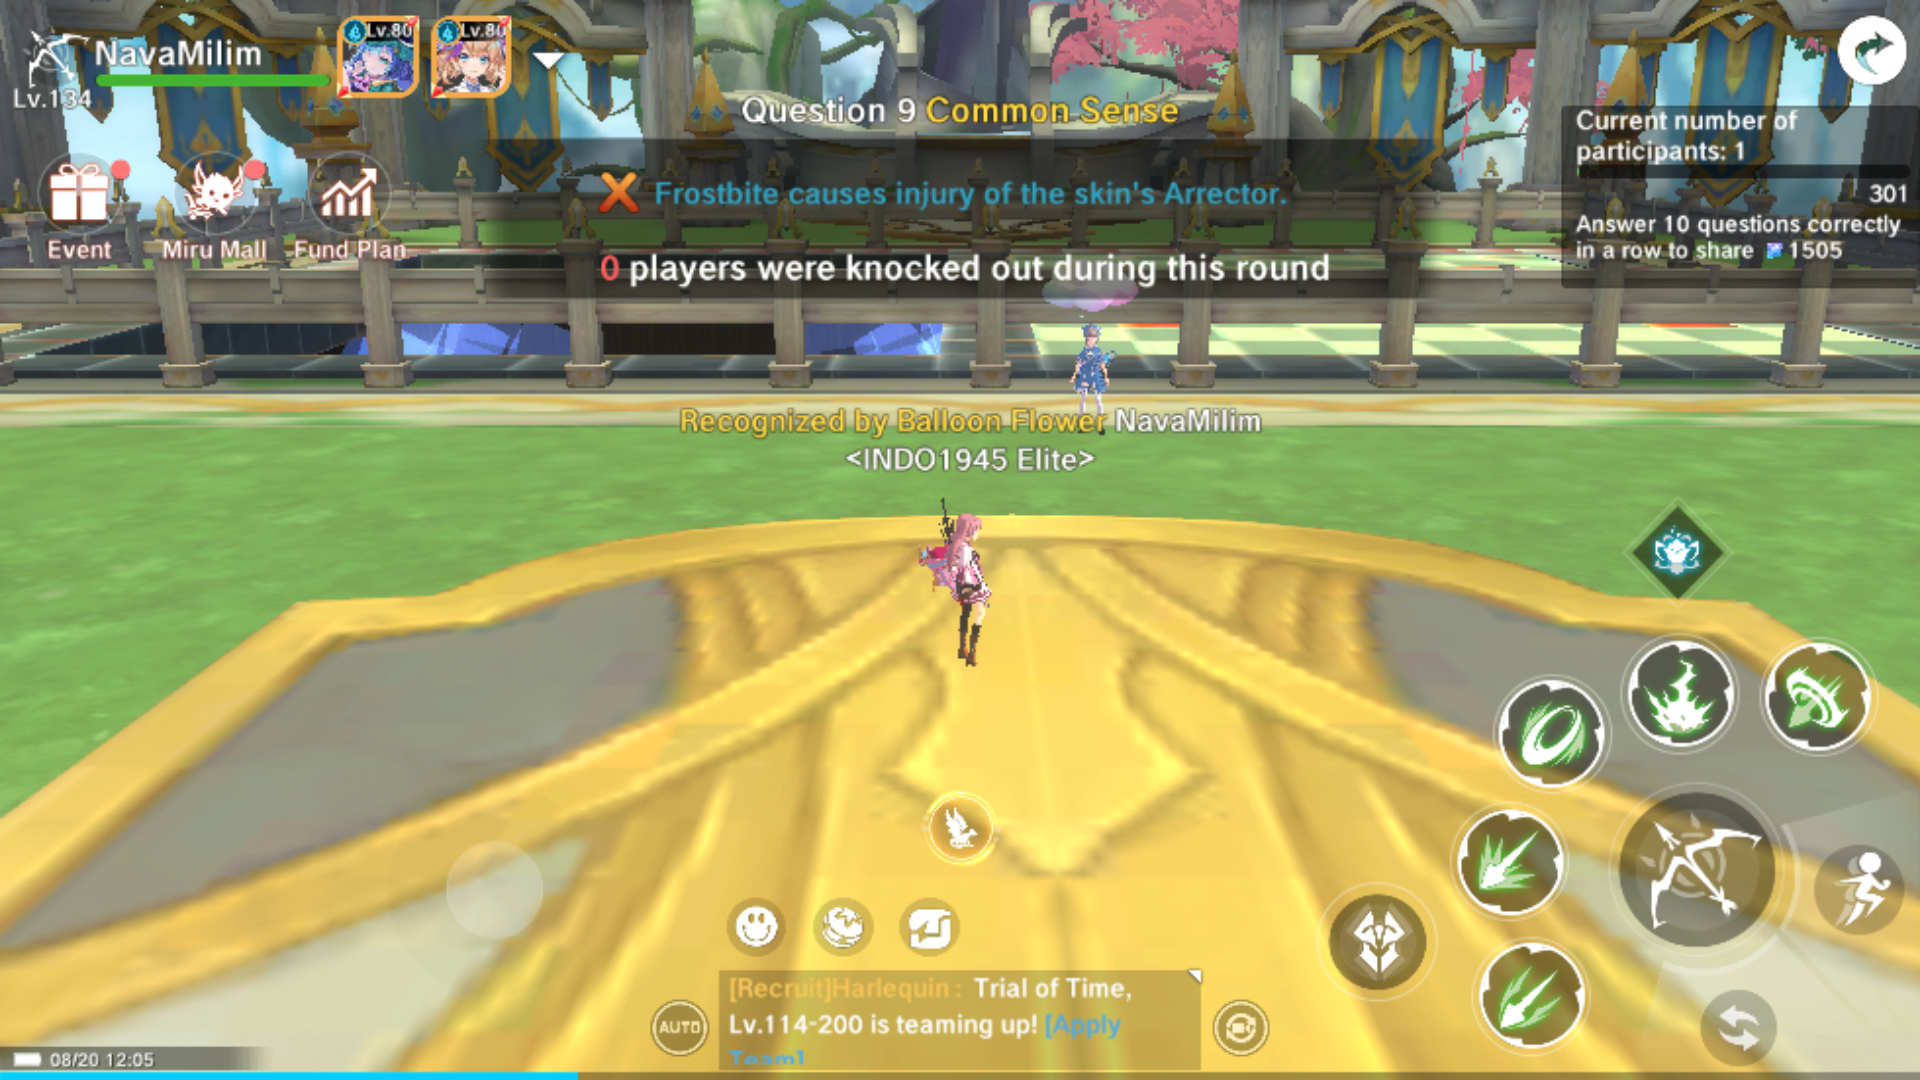 NavaMilim
Lv.134
Lv.80
Lv.80
Event
Miru Mall
Fund Plan
Question 9 Common Sense
Frostbite causes injury of the skin's Arrector.
0 players were knocked out during this round
Current number of
participants: 1
301
Answer 10 questions correctly
in a row to share 1505
Recognized by Balloon Flower NavaMilim
<INDO1945 Elite>
AUTO
[Recruit]Harlequin : Trial of Time,
Lv.114-200 is teaming up! [Apply
Team]
08/20 12:05